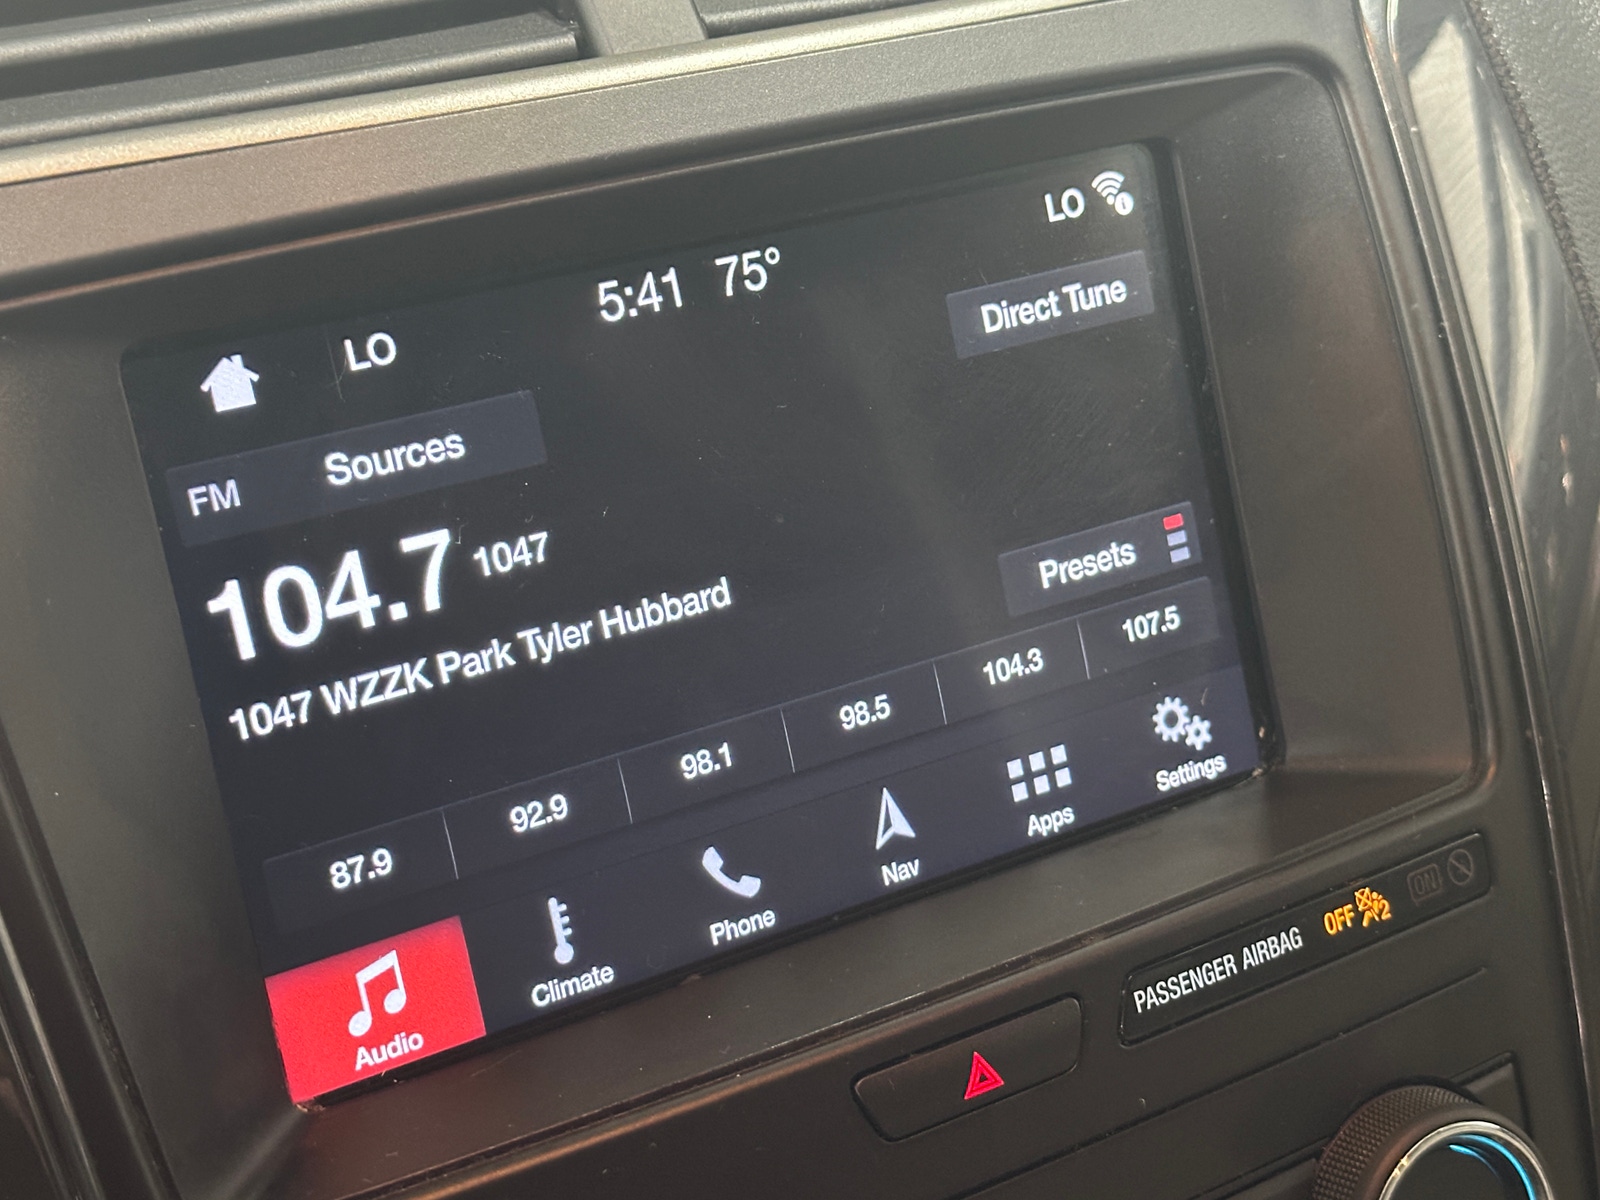 LO
5:41 75°
LO
Direct Tune
FM Sources
104.7 1047
1047 WZZK Park Tyler Hubbard
Presets
87.9 92.9 98.1 98.5 104.3 107.5
Audio Climate Phone Nav Apps Settings
PASSENGER AIRBAG OFF 2 ON